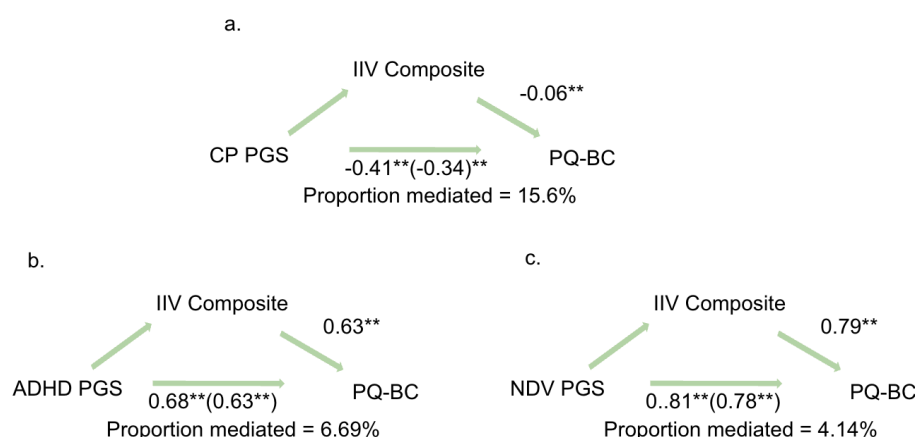 a.
IIV Composite
-0.06**
CP PGS
PQ-BC
-0.41**(-0.34)**
Proportion mediated = 15.6%
b.
IIV Composite
0.63**
ADHD PGS
PQ-BC
0.68**(0.63**)
Proportion mediated = 6.69%
c.
IIV Composite
0.79**
NDV PGS
PQ-BC
0..81**(0.78**)
Proportion mediated = 4.14%